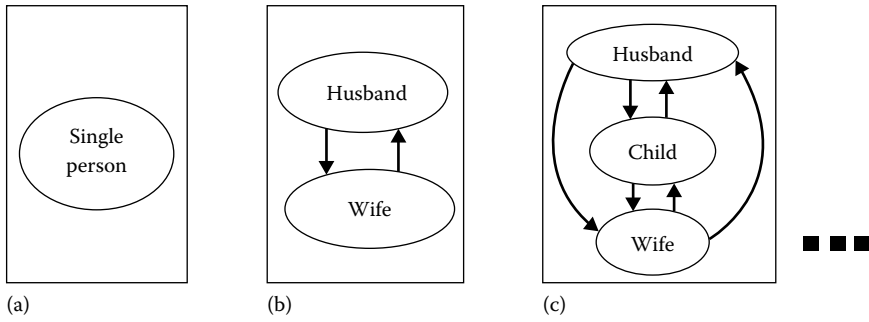 Single
person
(a)
Husband
Wife
(b)
Husband
Child
Wife
(c)